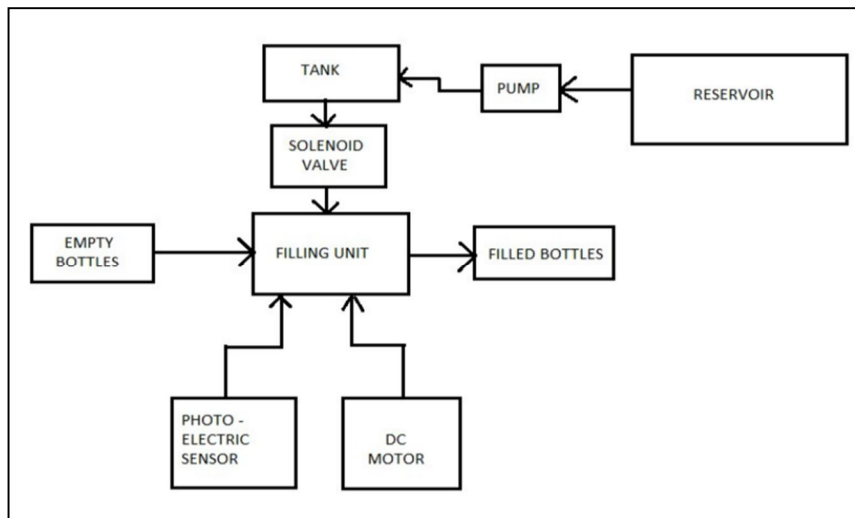 TANK
PUMP
RESERVOIR
SOLENOID
VALVE
EMPTY
BOTTLES
FILLING UNIT
FILLED BOTTLES
PHOTO -
ELECTRIC
SENSOR
DC
MOTOR